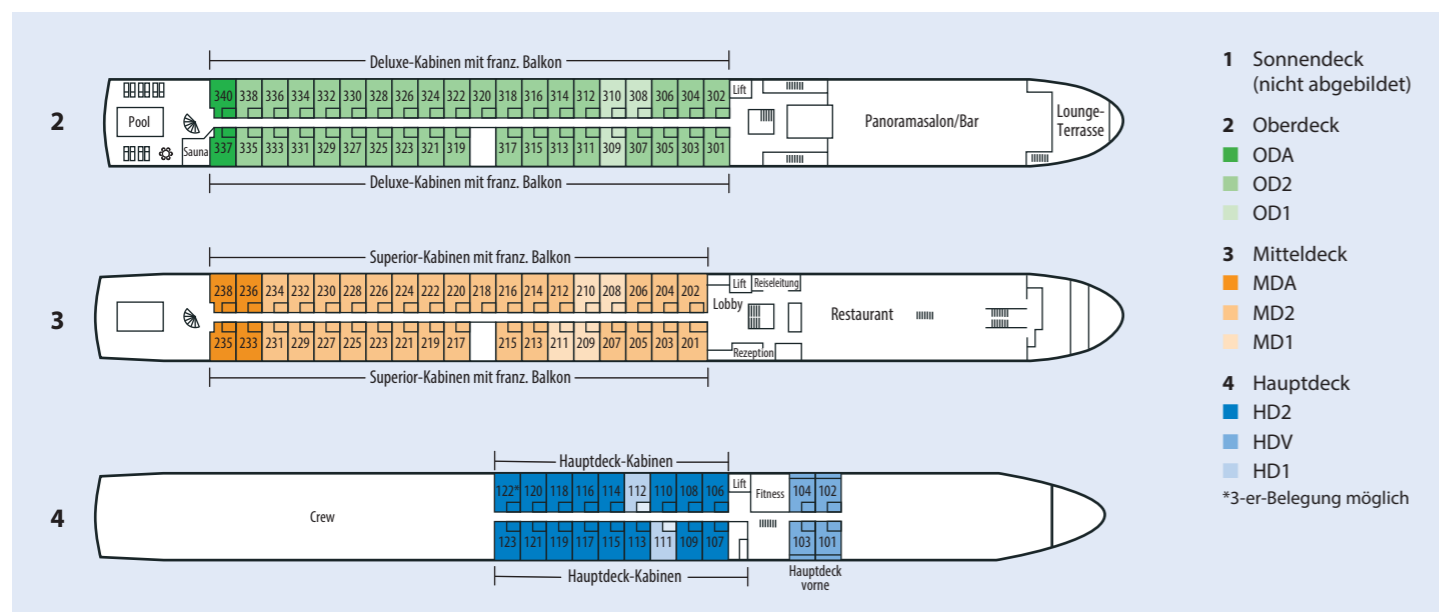 Deluxe-Kabinen mit franz. Balkon
340 338 336 334 332 330 328 326 324 322 320 318 316 314 312 310 308 306 304 302
Lift
2
Pool
Panoramasalon/Bar
Lounge-
Terrasse
Sauna
337 335 333 331 329 327 325 323 321 319 317 315 313 311 309 307 305 303 301
Deluxe-Kabinen mit franz. Balkon
Superior-Kabinen mit franz. Balkon
238 236 234 232 230 228 226 224 222 220 218 216 214 212 210 208 206 204 202
Lift Reiseleitung
3
Lobby
Restaurant
235 233 231 229 227 225 223 221 219 217 215 213 211 209 207 205 203 201
Rezeption
Superior-Kabinen mit franz. Balkon
Hauptdeck-Kabinen
122* 120 118 116 114 112 110 108 106
Lift
Fitness
104 102
4
Crew
123 121 119 117 115 113 111 109 107
103 101
Hauptdeck-Kabinen
Hauptdeck
vorne
1 Sonnendeck
(nicht abgebildet)
2 Oberdeck
ODA
OD2
OD1
3 Mitteldeck
MDA
MD2
MD1
4 Hauptdeck
HD2
HDV
HD1
*3-er-Belegung möglich